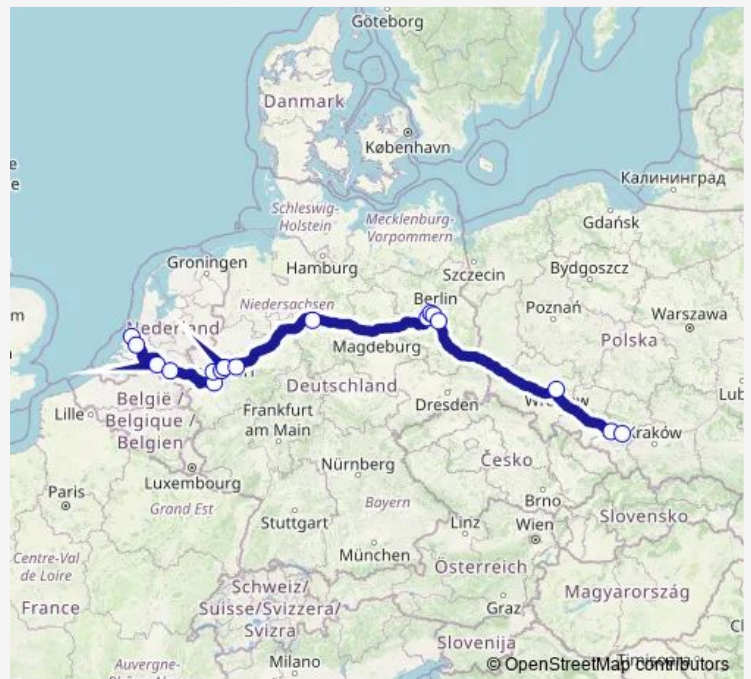 Göteborg
Danmark
København
Калининград
Schleswig-
Holstein
Mecklenburg-
Vorpommern
Gdańsk
Groningen
Hamburg
Szczecin
Bydgoszcz
Niedersachsen
Berlin
Poznań
Warszawa
Nederland
Magdeburg
Polska
België /
Belgique /
Belgien
Deutschland
Lille
Frankfurt
am Main
Dresden
Kraków
Luxembourg
Nürnberg
Česko
Paris
Grand Est
Bayern
Brno
Slovensko
Stuttgart
Linz
Wien
München
Centre-Val
de Loire
Österreich
France
Schweiz/
Suisse/Svizzera/
Svizra
Graz
Magyarország
Slovenija
Auvergne-
Milano
© OpenStreetMap contributors